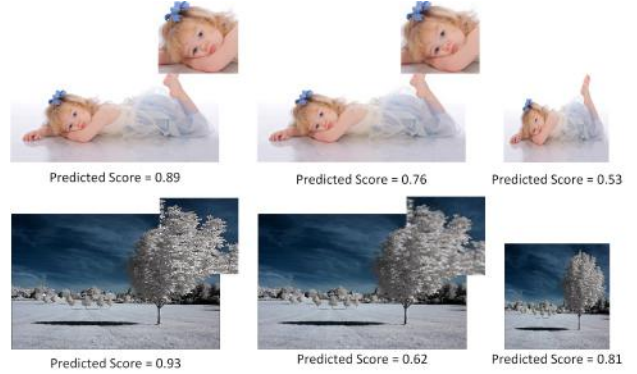 Predicted Score = 0.89
Predicted Score = 0.76
Predicted Score = 0.53
Predicted Score = 0.93
Predicted Score = 0.62
Predicted Score = 0.81